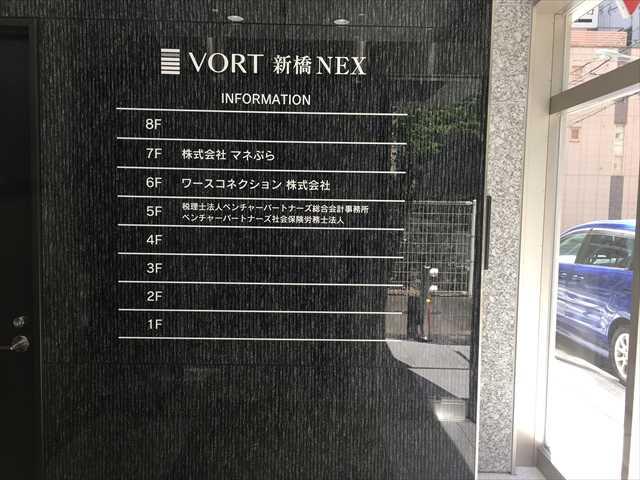 VORT 新橋 NEX
INFORMATION
8F
7F 株式会社 マネぷら
6F ワースコネクション 株式会社
5F 税理士法人ベンチャーパートナーズ総合会計事務所
ベンチャーパートナーズ社会保険労務士法人
4F
3F
2F
1F